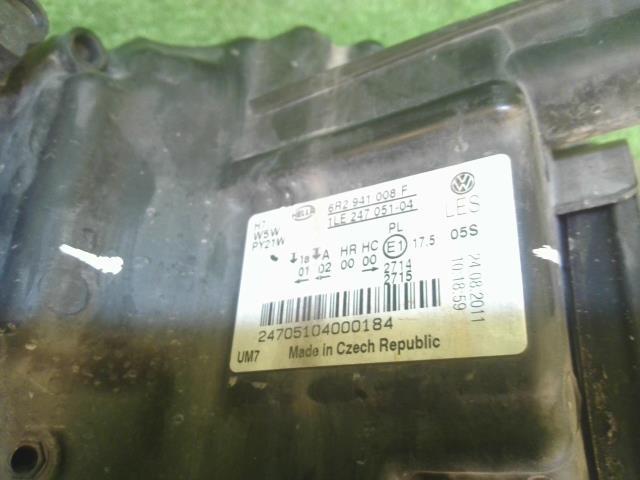 H7
W5W
PY21W
HELLA
6R2 941 008 F
1LE 247 051-04
LES
05S
PL
E1 17.5
1a A HR HC
01 02 00 00
2714
2715
24.08.2011
10:18:59
24705104000184
UM7 Made in Czech Republic